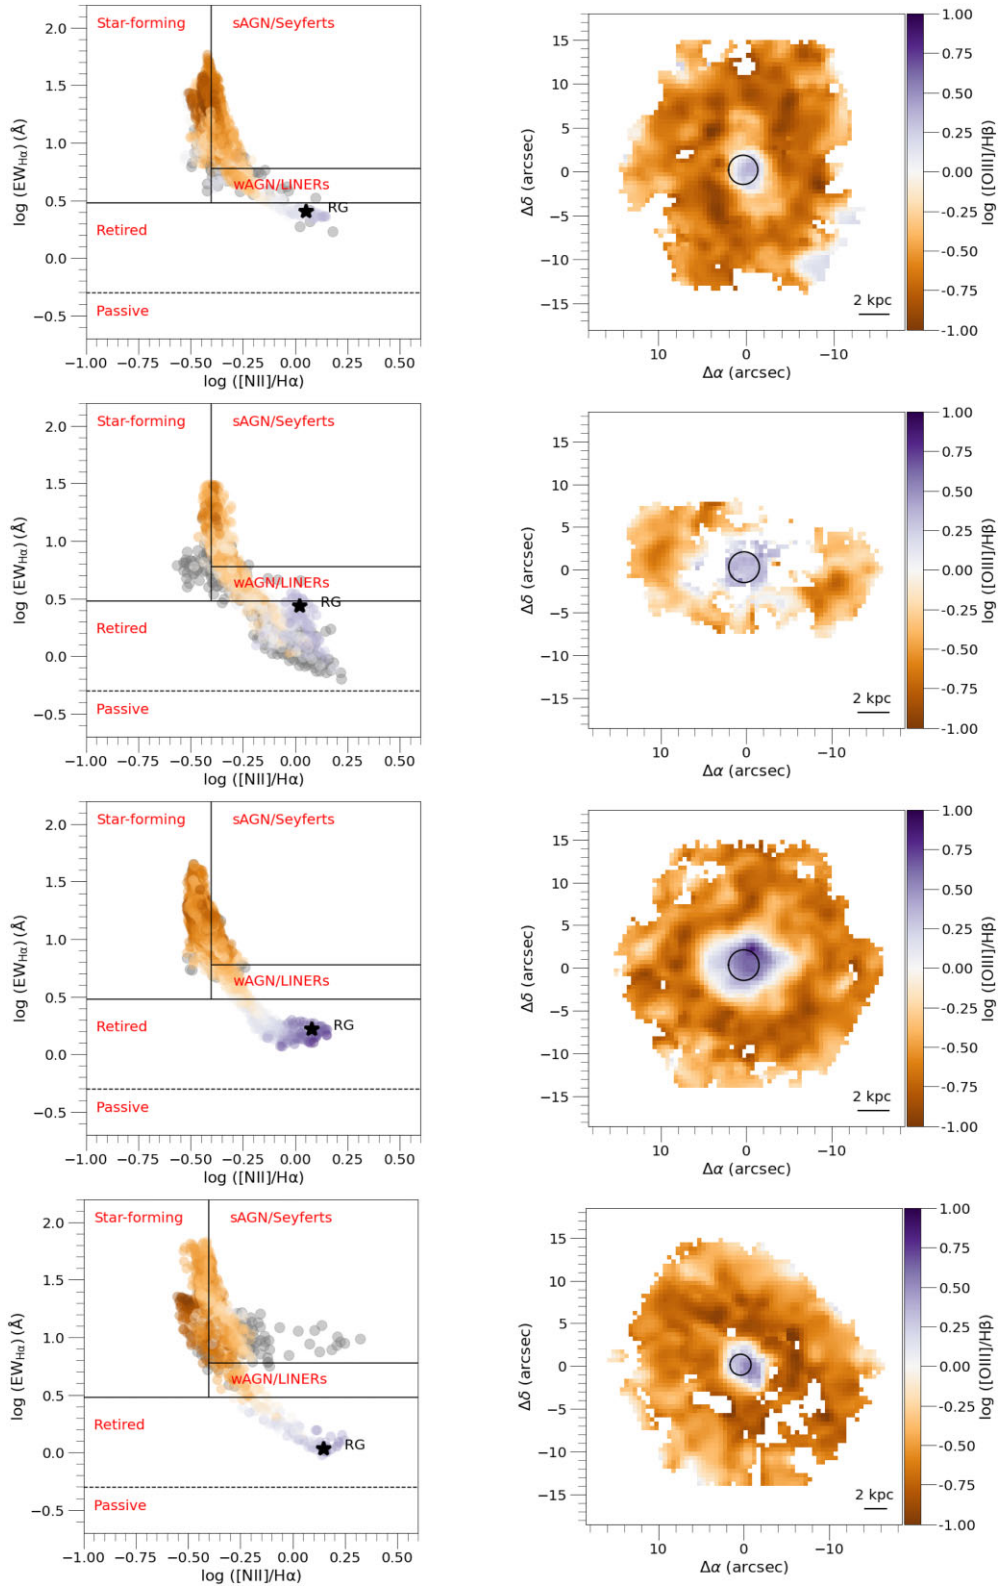 Star-forming sAGN/Seyferts
wAGN/LINERs
RG
Retired
Passive
2.0
1.5
1.0
0.5
0.0
−0.5
log (EWHα) (Å)
−1.00 −0.75 −0.50 −0.25 0.00 0.25 0.50
log ([NII]/Hα)
15
10
5
0
−5
−10
−15
Δδ (arcsec)
2 kpc
10 0 −10
Δα (arcsec)
1.00
0.75
0.50
0.25
0.00
−0.25
−0.50
−0.75
−1.00
log ([OIII]/Hβ)
Star-forming sAGN/Seyferts
wAGN/LINERs
RG
Retired
Passive
2.0
1.5
1.0
0.5
0.0
−0.5
log (EWHα) (Å)
−1.00 −0.75 −0.50 −0.25 0.00 0.25 0.50
log ([NII]/Hα)
15
10
5
0
−5
−10
−15
Δδ (arcsec)
2 kpc
10 0 −10
Δα (arcsec)
1.00
0.75
0.50
0.25
0.00
−0.25
−0.50
−0.75
−1.00
log ([OIII]/Hβ)
Star-forming sAGN/Seyferts
wAGN/LINERs
RG
Retired
Passive
2.0
1.5
1.0
0.5
0.0
−0.5
log (EWHα) (Å)
−1.00 −0.75 −0.50 −0.25 0.00 0.25 0.50
log ([NII]/Hα)
15
10
5
0
−5
−10
−15
Δδ (arcsec)
2 kpc
10 0 −10
Δα (arcsec)
1.00
0.75
0.50
0.25
0.00
−0.25
−0.50
−0.75
−1.00
log ([OIII]/Hβ)
Star-forming sAGN/Seyferts
wAGN/LINERs
RG
Retired
Passive
2.0
1.5
1.0
0.5
0.0
−0.5
log (EWHα) (Å)
−1.00 −0.75 −0.50 −0.25 0.00 0.25 0.50
log ([NII]/Hα)
15
10
5
0
−5
−10
−15
Δδ (arcsec)
2 kpc
10 0 −10
Δα (arcsec)
1.00
0.75
0.50
0.25
0.00
−0.25
−0.50
−0.75
−1.00
log ([OIII]/Hβ)